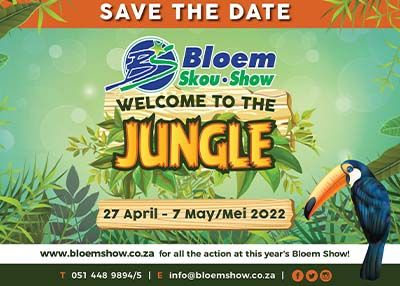 SAVE THE DATE
BS Bloem
Skou • Show
WELCOME TO THE
JUNGLE
27 April - 7 May/Mei 2022
www.bloemshow.co.za for all the action at this year's Bloem Show!
T 051 448 9894/5 | E info@bloemshow.co.za |